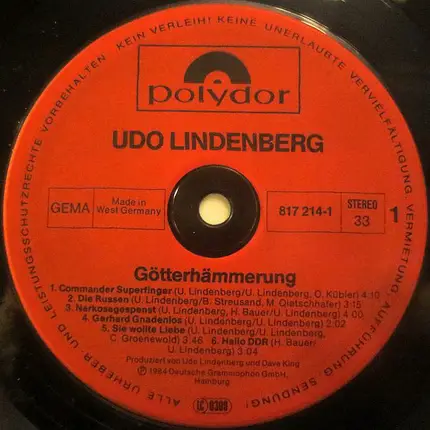 polydor
UDO LINDENBERG
GEMA
Made in
West Germany
817 214-1
STEREO
33
1
Götterhämmerung
1. Commander Superfinger (U. Lindenberg/U. Lindenberg, O. Kübler) 4:10
2. Die Russen (U. Lindenberg/B. Streusand, M. Oiatschhafer) 3:15
3. Narkosegespenst (U. Lindenberg, H. Bauer/U. Lindenberg) 4:00
4. Gerhard Gnadenlos (U. Lindenberg/U. Lindenberg) 2:02
5. Sie wollte Liebe (U. Lindenberg/U. Lindenberg,
C. Groenewold) 3:46 6. Hallo DDR (H. Bauer/
U. Lindenberg) 3:04
Produziert von Udo Lindenberg und Dave King
℗ 1984 Deutsche Grammophon GmbH,
Hamburg
LC 0309
ALLE URHEBER- UND LEISTUNGSSCHUTZRECHTE VORBEHALTEN · KEIN VERLEIH! KEINE UNERLAUBTE VERVIELFÄLTIGUNG, VERMIETUNG, AUFFÜHRUNG, SENDUNG!